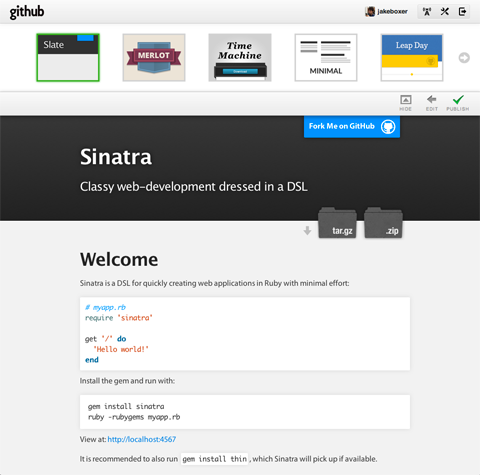 github
jakeboxer
Slate
MERLOT
Time
Machine
MINIMAL
Leap Day
HIDE
EDIT
PUBLISH
Fork Me on GitHub
Sinatra
Classy web-development dressed in a DSL
tar.gz
.zip
Welcome
Sinatra is a DSL for quickly creating web applications in Ruby with minimal effort:
# myapp.rb
require 'sinatra'
get '/' do
'Hello world!'
end
Install the gem and run with:
gem install sinatra
ruby -rubygems myapp.rb
View at: http://localhost:4567
It is recommended to also run gem install thin, which Sinatra will pick up if available.